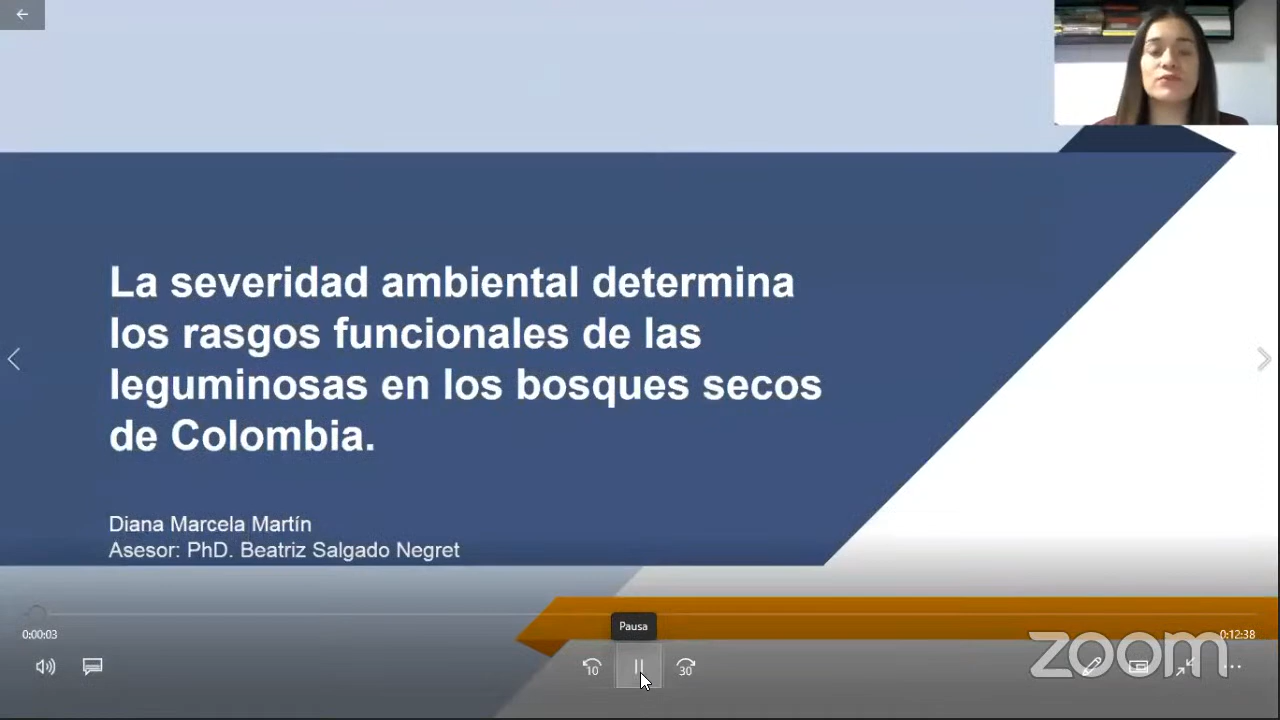 La severidad ambiental determina
los rasgos funcionales de las
leguminosas en los bosques secos
de Colombia.
Diana Marcela Martín
Asesor: PhD. Beatriz Salgado Negret
Pausa
0:00:03
0:12:38
10
30
zoom